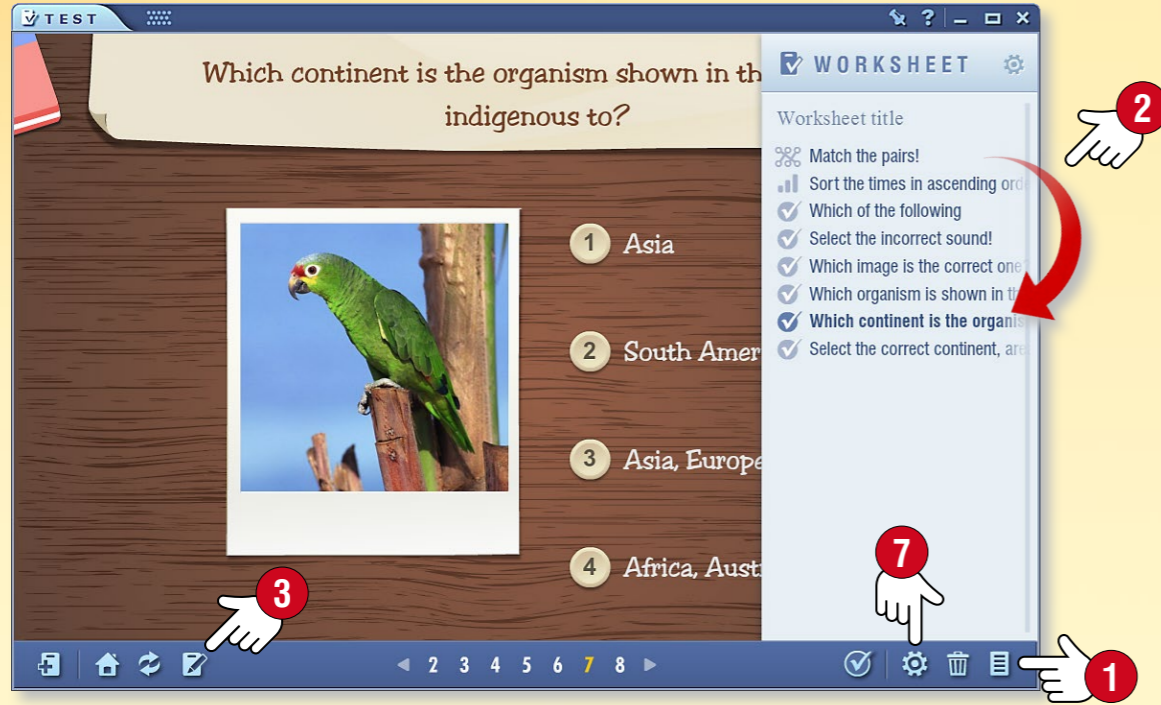 TEST
?
Which continent is the organism shown in th
indigenous to?
1 Asia
2 South Amer
3 Asia, Europe
4 Africa, Aust
WORKSHEET
Worksheet title
Match the pairs!
Sort the times in ascending orde
Which of the following
Select the incorrect sound!
Which image is the correct one?
Which organism is shown in th
Which continent is the organis
Select the correct continent, are
2
7
3
2 3 4 5 6 7 8
1